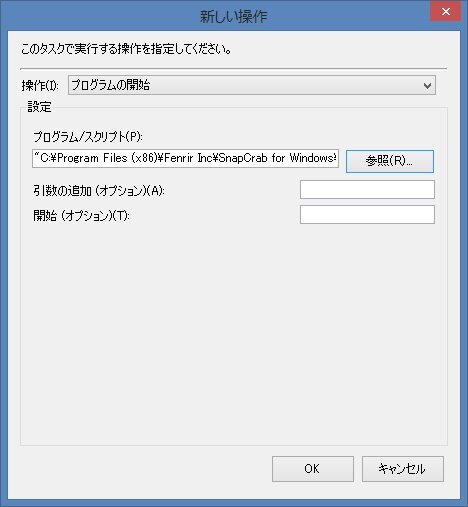 新しい操作
このタスクで実行する操作を指定してください。
操作(I): プログラムの開始
設定
プログラム/スクリプト(P):
"C:¥Program Files (x86)¥Fenrir Inc¥SnapCrab for Windows¥ 参照(R)...
引数の追加 (オプション)(A):
開始 (オプション)(T):
OK キャンセル